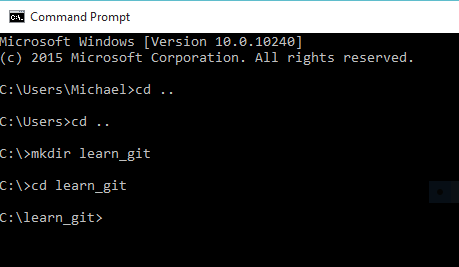 Command Prompt
Microsoft Windows [Version 10.0.10240]
(c) 2015 Microsoft Corporation. All rights reserved.
C:\Users\Michael>cd ..
C:\Users>cd ..
C:\>mkdir learn_git
C:\>cd learn_git
C:\learn_git>